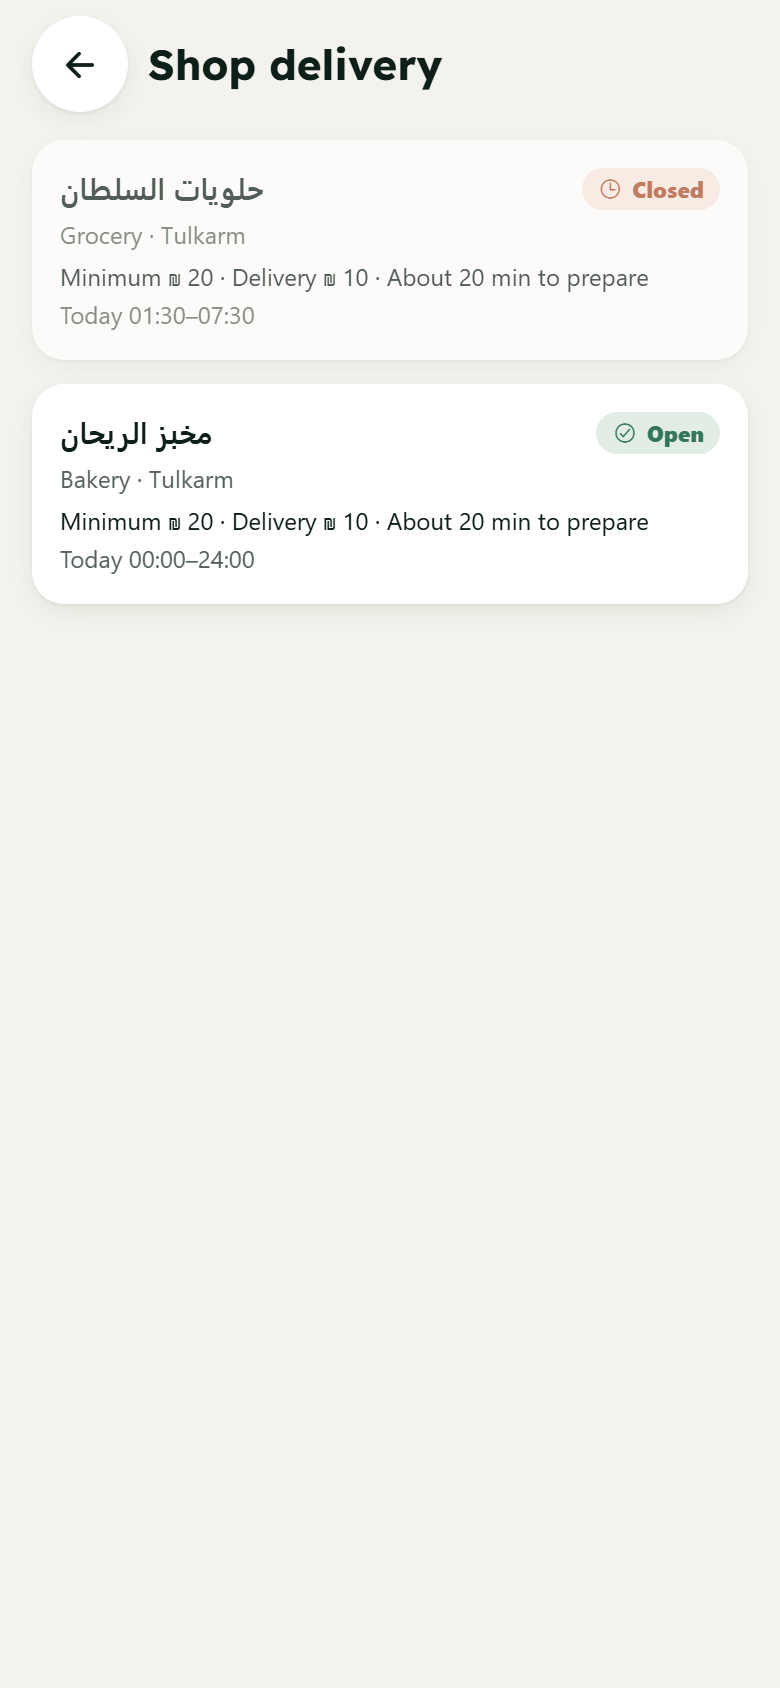 Shop delivery
حلويات السلطان
Closed
Grocery · Tulkarm
Minimum ₪ 20 · Delivery ₪ 10 · About 20 min to prepare
Today 01:30–07:30
مخبز الريحان
Open
Bakery · Tulkarm
Minimum ₪ 20 · Delivery ₪ 10 · About 20 min to prepare
Today 00:00–24:00